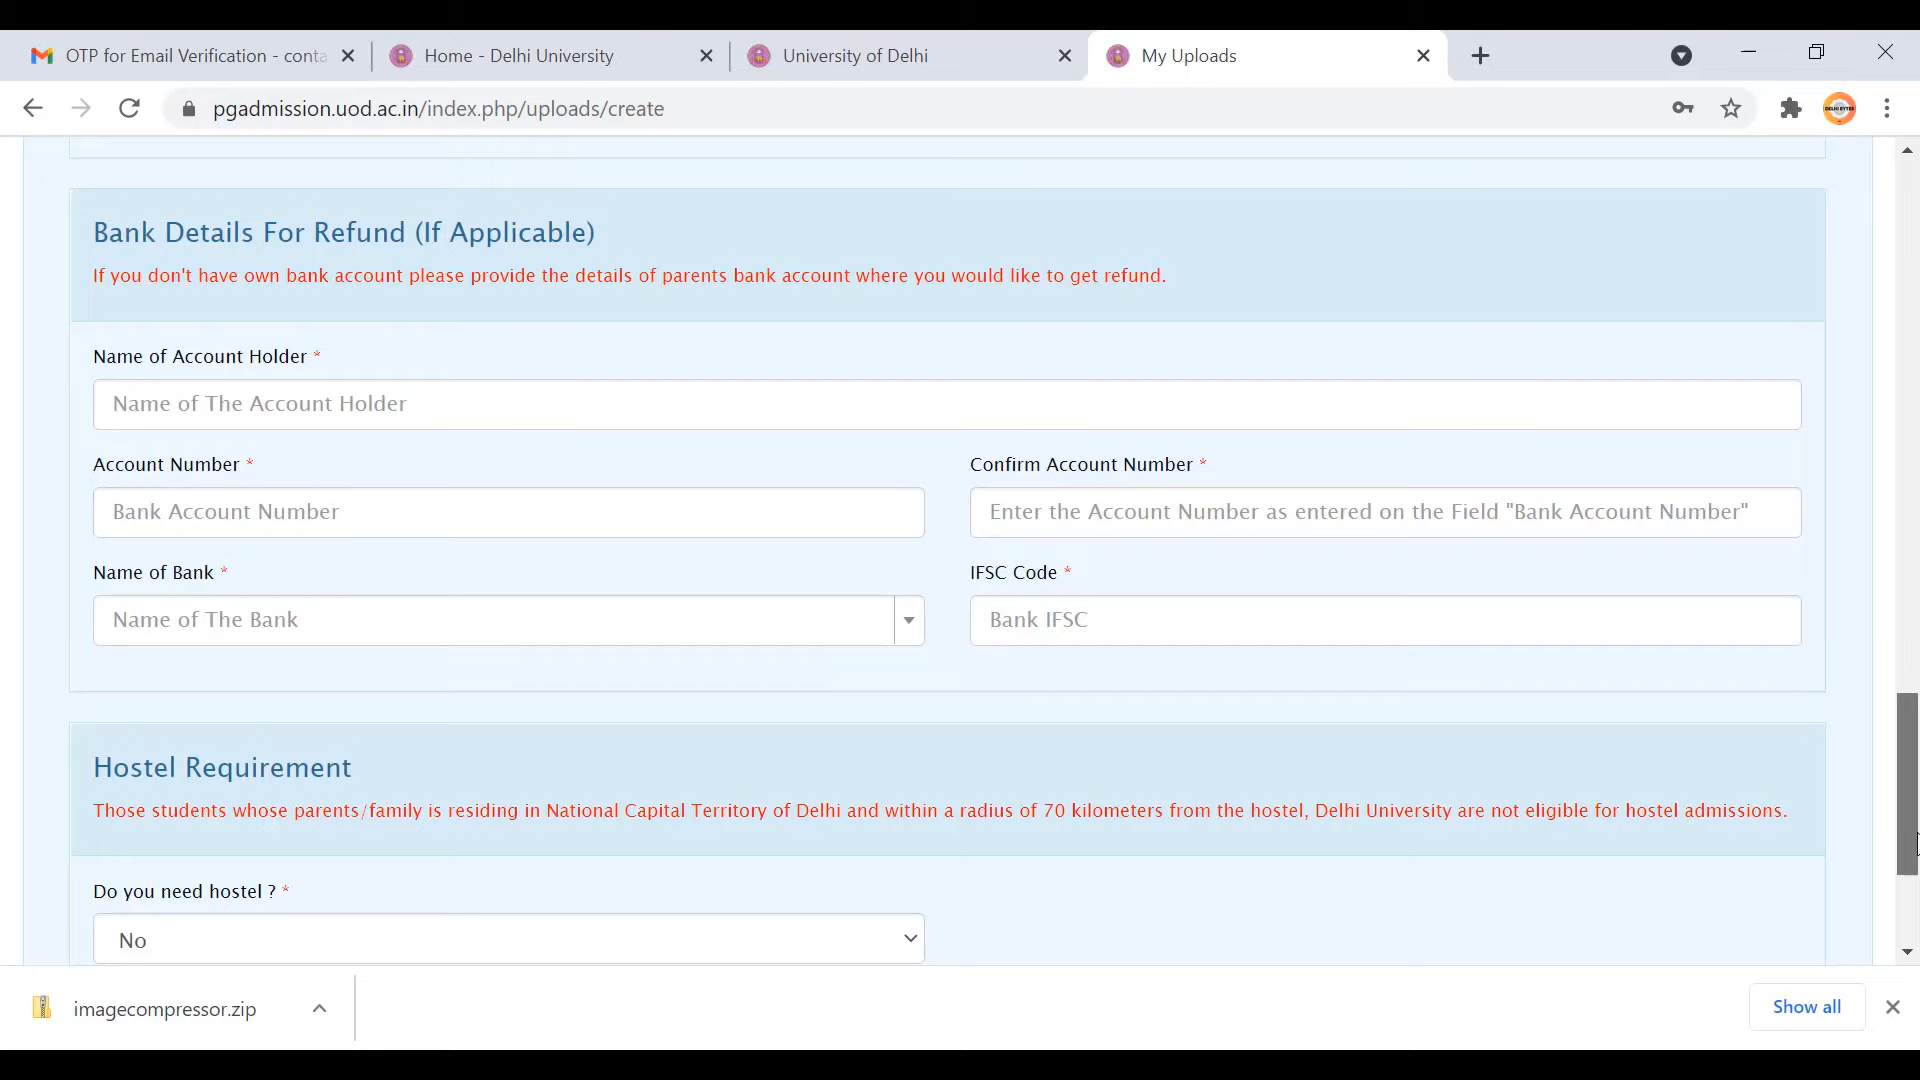 OTP for Email Verification - conta
Home - Delhi University
University of Delhi
My Uploads
pgadmission.uod.ac.in/index.php/uploads/create
Bank Details For Refund (If Applicable)
If you don't have own bank account please provide the details of parents bank account where you would like to get refund.
Name of Account Holder *
Name of The Account Holder
Account Number *
Confirm Account Number *
Bank Account Number
Enter the Account Number as entered on the Field "Bank Account Number"
Name of Bank *
IFSC Code *
Name of The Bank
Bank IFSC
Hostel Requirement
Those students whose parents/family is residing in National Capital Territory of Delhi and within a radius of 70 kilometers from the hostel, Delhi University are not eligible for hostel admissions.
Do you need hostel ? *
No
imagecompressor.zip
Show all